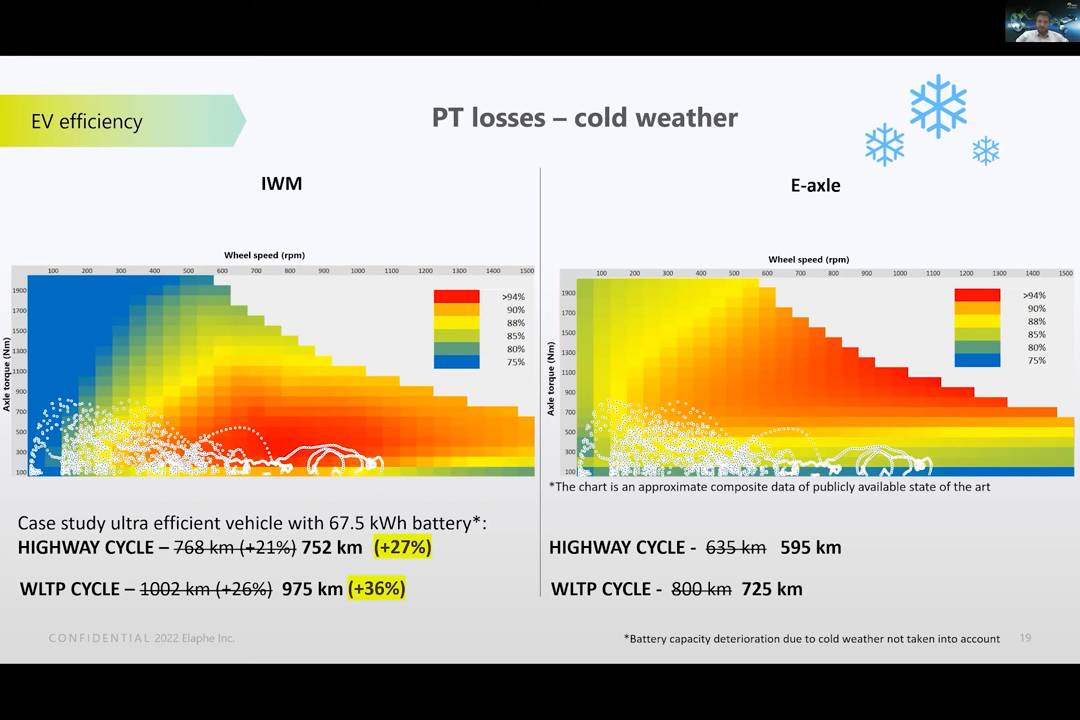 EV efficiency
PT losses – cold weather
IWM
E-axle
Wheel speed (rpm)
100 200 300 400 500 600 700 800 900 1000 1100 1200 1300 1400 1500
Axle torque (Nm)
1900
1700
1500
1300
1100
900
700
500
300
100
>94%
90%
88%
85%
80%
75%
Wheel speed (rpm)
100 200 300 400 500 600 700 800 900 1000 1100 1200 1300 1400 1500
Axle torque (Nm)
1900
1700
1500
1300
1100
900
700
500
300
100
>94%
90%
88%
85%
80%
75%
*The chart is an approximate composite data of publicly available state of the art
Case study ultra efficient vehicle with 67.5 kWh battery*:
HIGHWAY CYCLE – 768 km (+21%) 752 km (+27%)
HIGHWAY CYCLE - 635 km 595 km
WLTP CYCLE – 1002 km (+26%) 975 km (+36%)
WLTP CYCLE - 800 km 725 km
CONFIDENTIAL 2022 Elaphe Inc.
*Battery capacity deterioration due to cold weather not taken into account
19